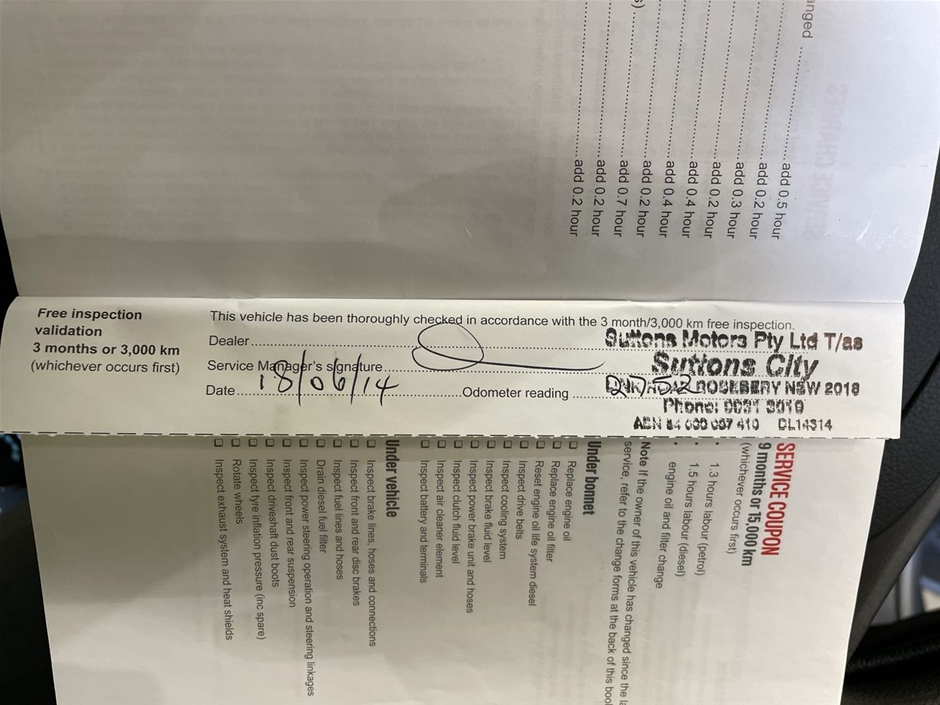 anged
add 0.5 hour
add 0.2 hour
add 0.3 hour
add 0.2 hour
add 0.4 hour
add 0.4 hour
add 0.2 hour
add 0.7 hour
add 0.2 hour
add 0.2 hour
Free inspection
validation
3 months or 3,000 km
(whichever occurs first)
This vehicle has been thoroughly checked in accordance with the 3 month/3,000 km free inspection.
Dealer
Service Manager's signature
Date 18/06/14 Odometer reading
Suttons Motors Pty Ltd T/as
Suttons City
ROSEBERY NSW 2018
Phone:
ABN
SERVICE COUPON
9 months or 15,000 km
(whichever occurs first)
• 1.3 hours labour (petrol)
• 1.5 hours labour (diesel)
engine oil and filter change
Note If the owner of this vehicle has changed since the la
service, refer to the change forms at the back of this boo
Under bonnet
Replace engine oil
Replace engine oil filter
Reset engine oil life system diesel
Inspect drive belts
Inspect cooling system
Inspect brake fluid level
Inspect power brake unit and hoses
Inspect clutch fluid level
Inspect air cleaner element
Inspect battery and terminals
Under vehicle
Inspect brake lines, hoses and connections
Inspect front and rear disc brakes
Inspect fuel lines and hoses
Drain diesel fuel filter
Inspect power steering operation and steering linkages
Inspect front and rear suspension
Inspect driveshaft dust boots
Inspect tyre inflation pressure (inc spare)
Rotate wheels
Inspect exhaust system and heat shields